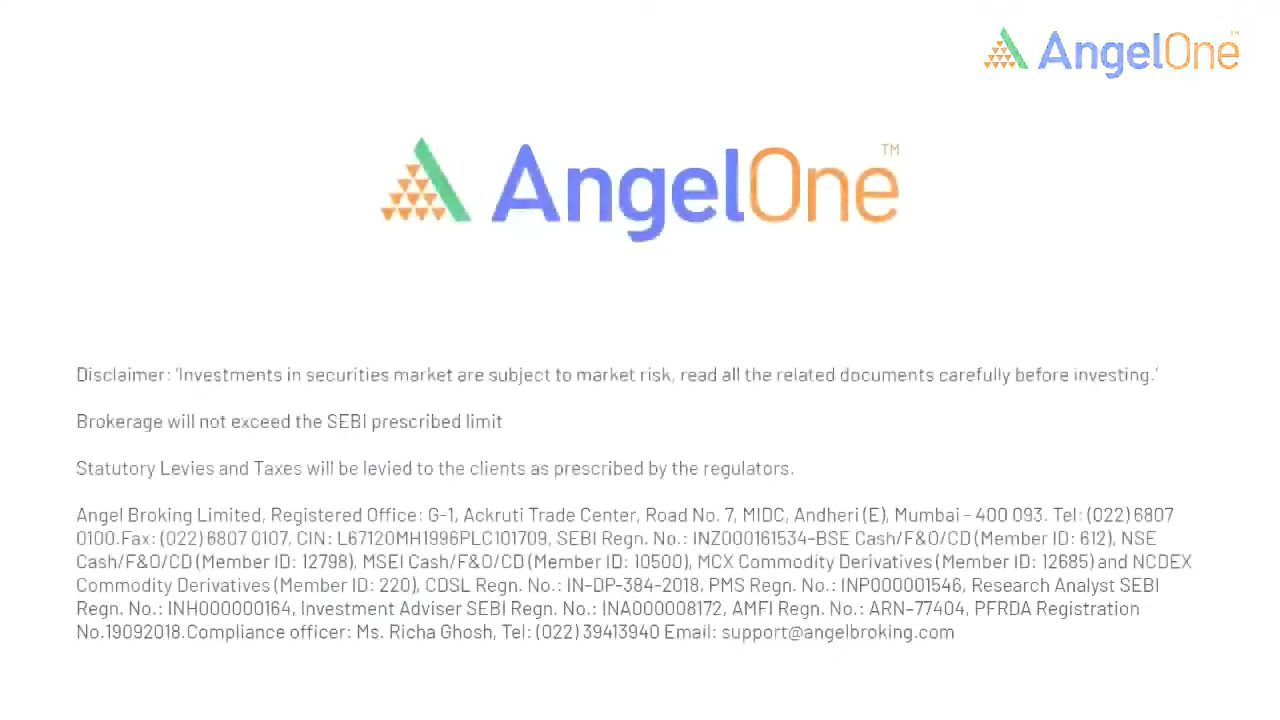 AngelOne™
AngelOne™
Disclaimer: 'Investments in securities market are subject to market risk, read all the related documents carefully before investing.'
Brokerage will not exceed the SEBI prescribed limit
Statutory Levies and Taxes will be levied to the clients as prescribed by the regulators.
Angel Broking Limited, Registered Office: G-1, Ackruti Trade Center, Road No. 7, MIDC, Andheri (E), Mumbai - 400 093. Tel: (022) 6807
0100.Fax: (022) 6807 0107, CIN: L67120MH1996PLC101709, SEBI Regn. No.: INZ000161534-BSE Cash/F&O/CD (Member ID: 612), NSE
Cash/F&O/CD (Member ID: 12798), MSEI Cash/F&O/CD (Member ID: 10500), MCX Commodity Derivatives (Member ID: 12685) and NCDEX
Commodity Derivatives (Member ID: 220), CDSL Regn. No.: IN-DP-384-2018, PMS Regn. No.: INP000001546, Research Analyst SEBI
Regn. No.: INH000000164, Investment Adviser SEBI Regn. No.: INA000008172, AMFI Regn. No.: ARN-77404, PFRDA Registration
No.19092018.Compliance officer: Ms. Richa Ghosh, Tel: (022) 39413940 Email: support@angelbroking.com